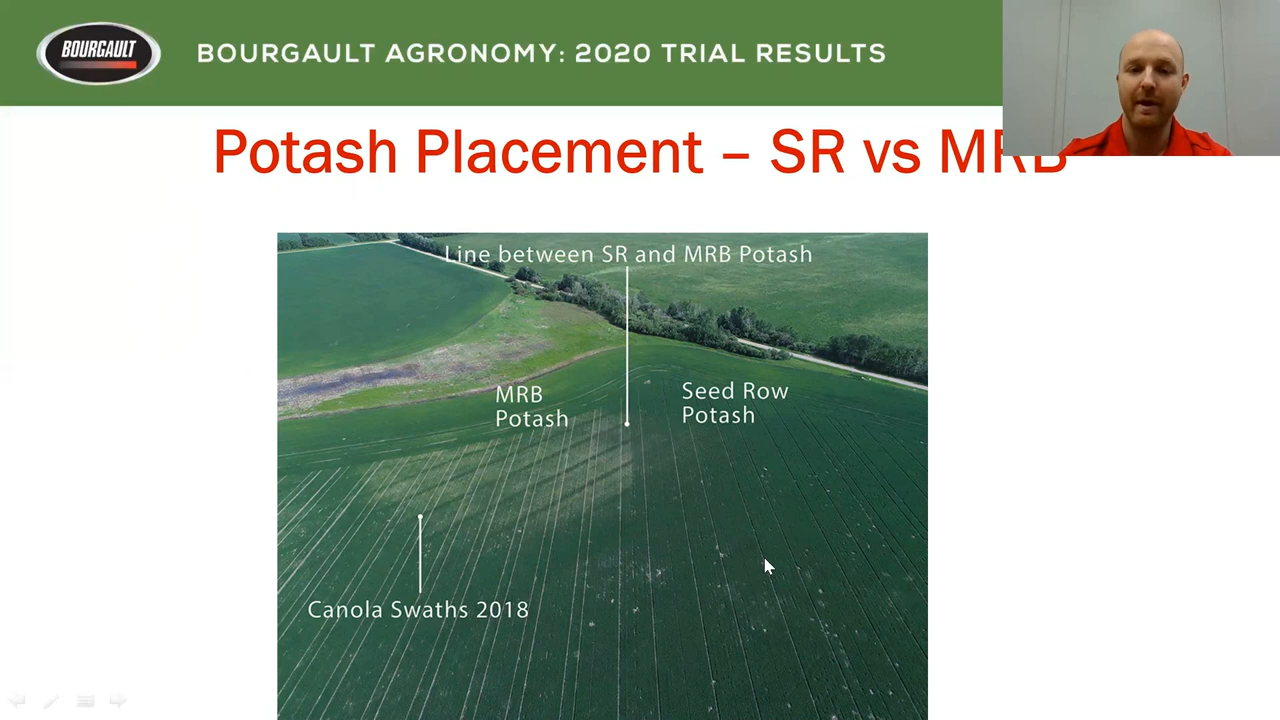 BOURGAULT
BOURGAULT AGRONOMY: 2020 TRIAL RESULTS
Potash Placement – SR vs MRB
Line between SR and MRB Potash
MRB
Potash
Seed Row
Potash
Canola Swaths 2018